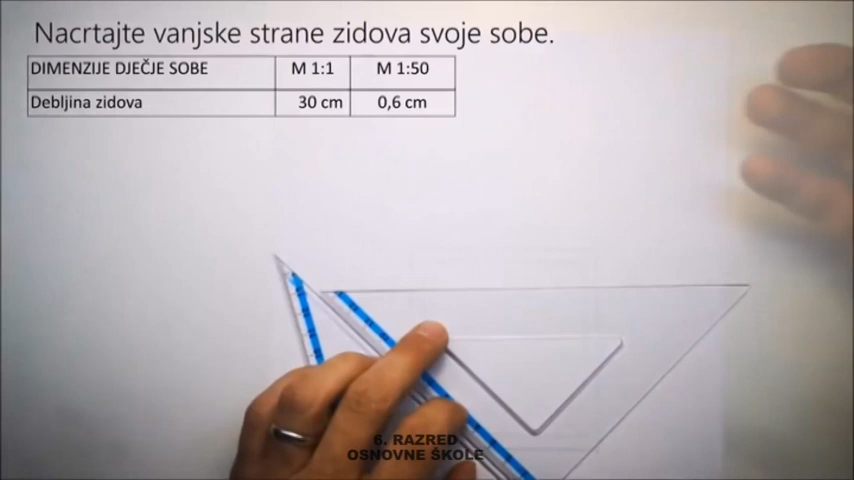 Nacrtajte vanjske strane zidova svoje sobe.
DIMENZIJE DJEČJE SOBE M 1:1 M 1:50
Debljina zidova 30 cm 0,6 cm
6. RAZRED
OSNOVNE ŠKOLE